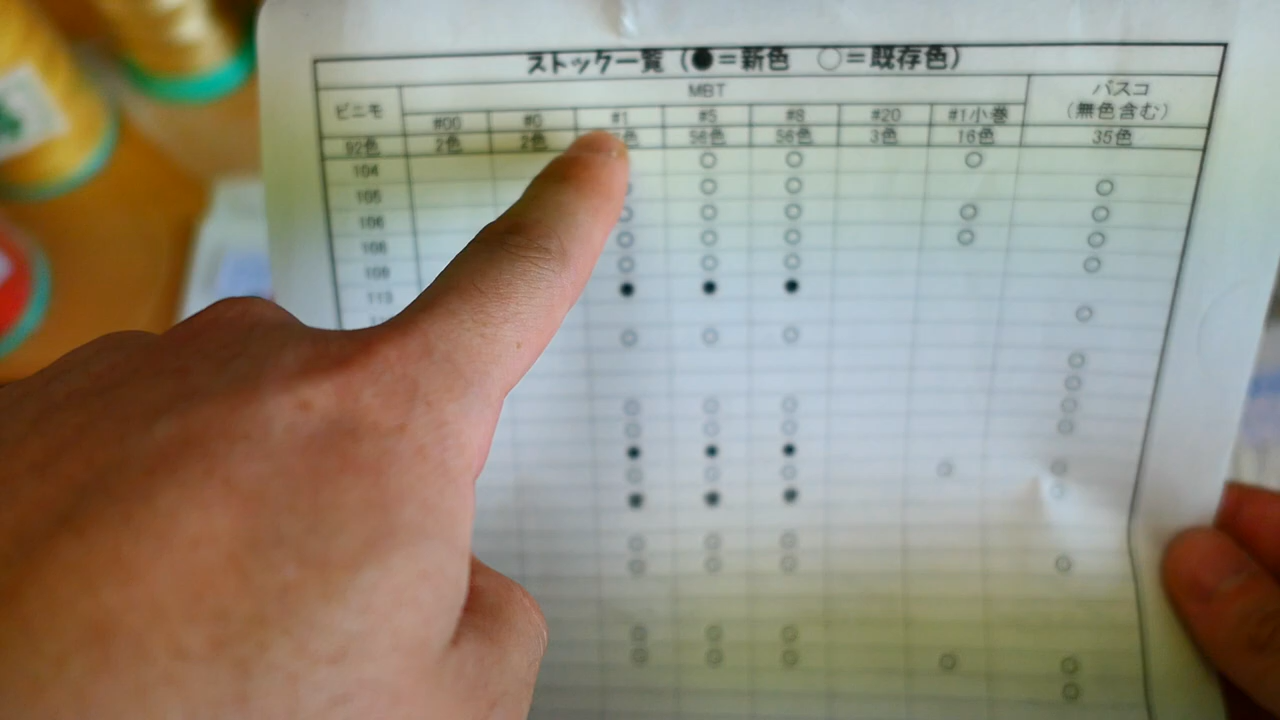 ストック一覧（●＝新色　○＝既存色）
ビニモ MBT バスコ（無色含む）
#00 #0 #1 #5 #8 #20 #1小巻
92色 2色 2色 色 56色 56色 3色 16色 35色
104 ○ ○ ○
105 ○ ○ ○ ○
106 ○ ○ ○ ○ ○
108 ○ ○ ○ ○ ○
109 ○ ○ ○ ○
113 ● ● ●
○
○ ○ ○
○
○
○ ○ ○ ○
○ ○ ○ ○
● ● ●
○ ○ ○ ○ ○
● ● ● ○
○ ○ ○
○ ○ ○ ○
○ ○ ○
○ ○ ○ ○ ○
○